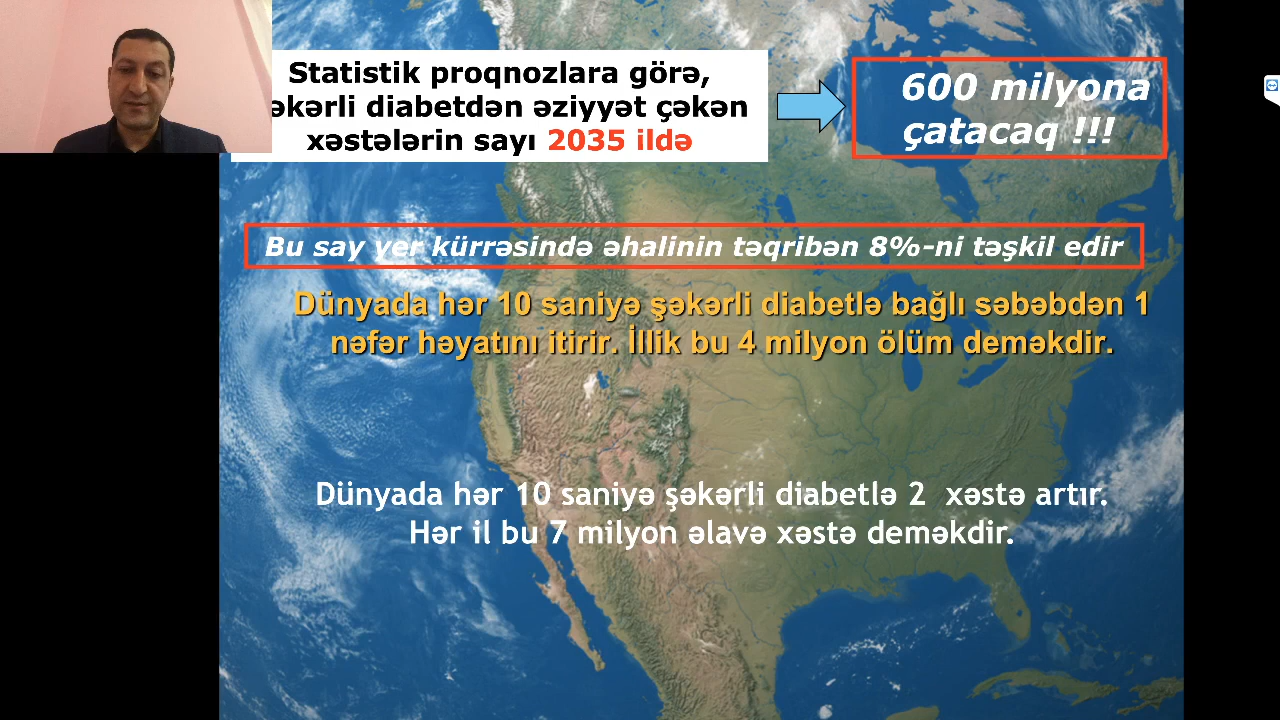 Statistik proqnozlara görə,
əkərli diabetdən əziyyət çəkən
xəstələrin sayı 2035 ildə
600 milyona
çatacaq !!!
Bu say yer kürrəsində əhalinin təqribən 8%-ni təşkil edir
Dünyada hər 10 saniyə şəkərli diabetlə bağlı səbəbdən 1
nəfər həyatını itirir. İllik bu 4 milyon ölüm deməkdir.
Dünyada hər 10 saniyə şəkərli diabetlə 2 xəstə artır.
Hər il bu 7 milyon əlavə xəstə deməkdir.